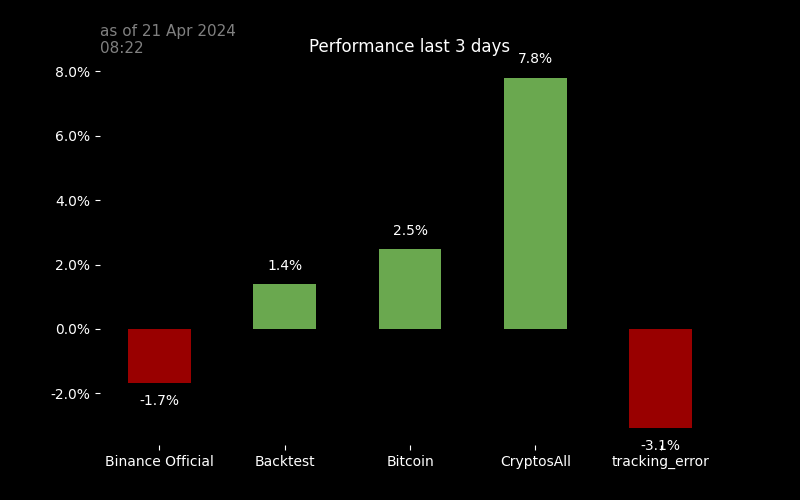 as of 21 Apr 2024
08:22
Performance last 3 days
8.0%
6.0%
4.0%
2.0%
0.0%
-2.0%
-1.7%
1.4%
2.5%
7.8%
-3.1%
Binance Official
Backtest
Bitcoin
CryptosAll
tracking_error